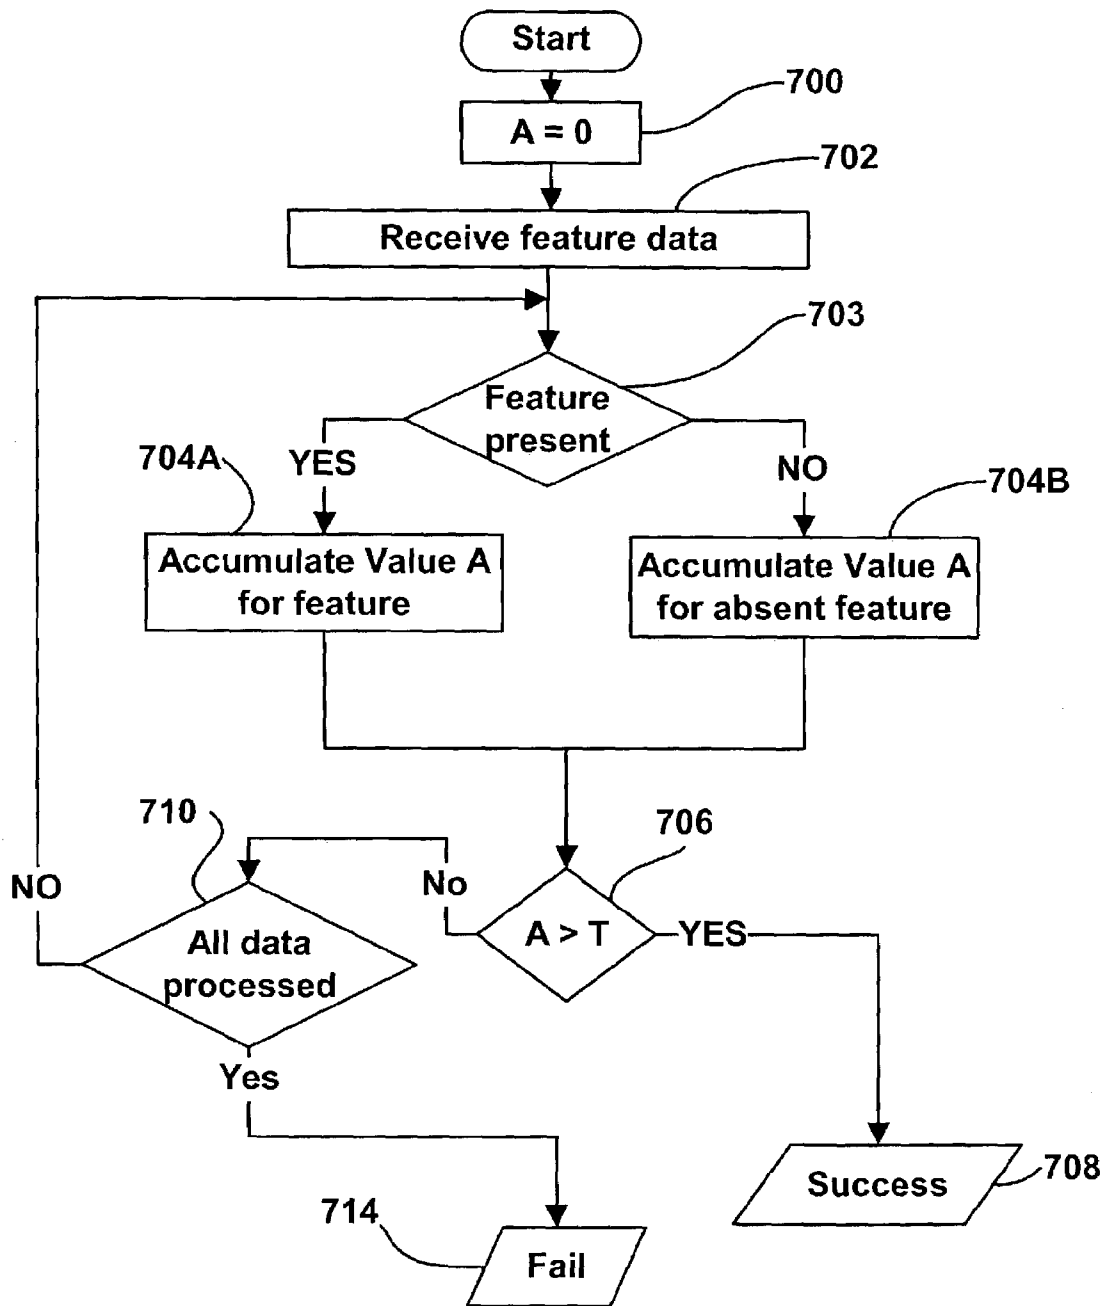 Start
700
A = 0
702
Receive feature data
703
Feature
present
704A
YES
NO
704B
Accumulate Value A
for feature
Accumulate Value A
for absent feature
710
706
NO
No
A > T
YES
All data
processed
Yes
Success
708
714
Fail